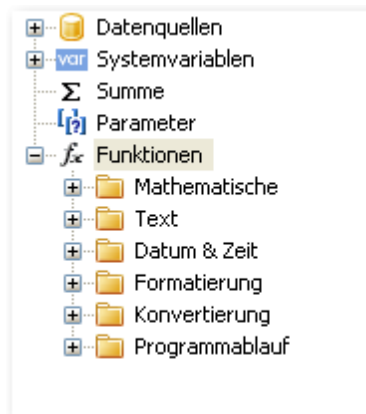 Datenquellen
var Systemvariablen
Σ Summe
[?] Parameter
fx Funktionen
Mathematische
Text
Datum & Zeit
Formatierung
Konvertierung
Programmablauf